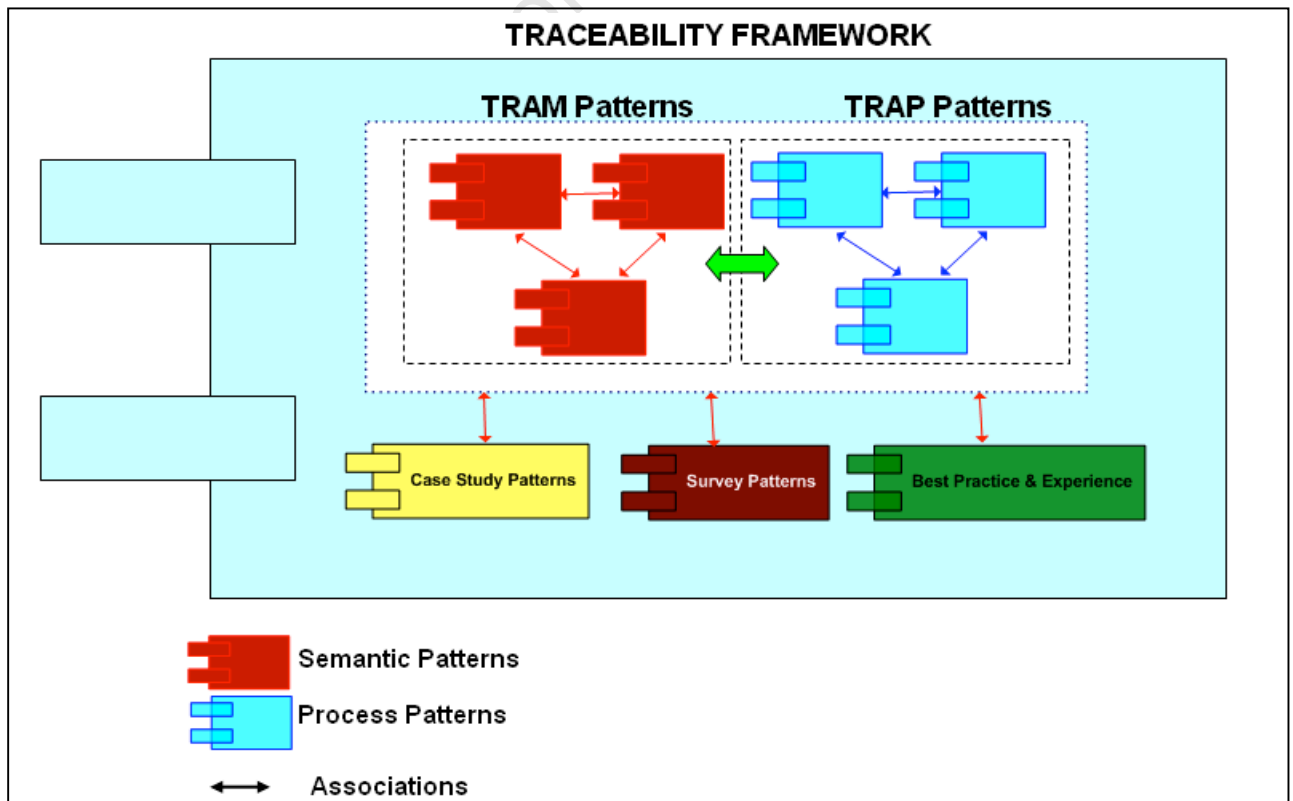 TRACEABILITY FRAMEWORK
TRAM Patterns
TRAP Patterns
Case Study Patterns
Survey Patterns
Best Practice & Experience
Semantic Patterns
Process Patterns
Associations